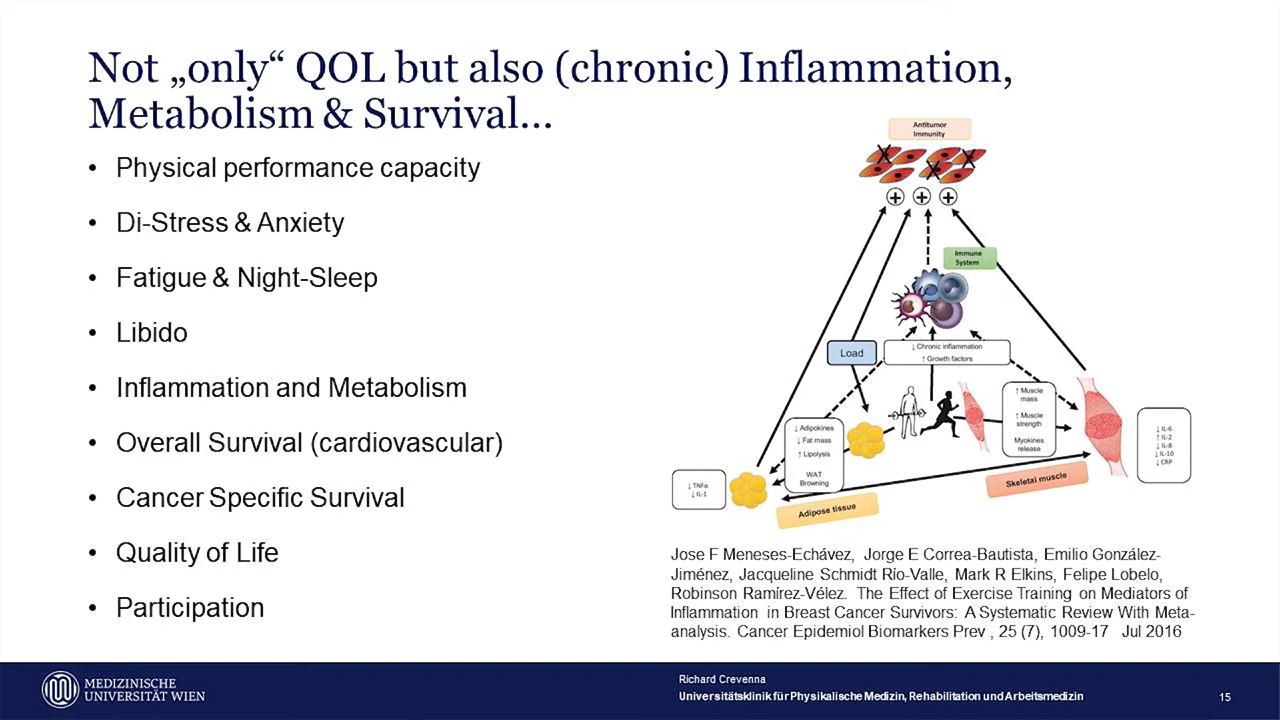 Not „only“ QOL but also (chronic) Inflammation,
Metabolism & Survival...
• Physical performance capacity
• Di-Stress & Anxiety
• Fatigue & Night-Sleep
• Libido
• Inflammation and Metabolism
• Overall Survival (cardiovascular)
• Cancer Specific Survival
• Quality of Life
• Participation
Antitumor
Immunity
Immune
System
Load
↓ Chronic inflammation
↑ Growth factors
↓ Adipokines
↓ Fat mass
↑ Lipolysis
WAT
Browning
↑ Muscle
mass
↑ Muscle
strength
Myokines
release
↓ TNFα
↓ IL-1
↓ IL-6
↑ IL-2
↓ IL-8
↓ IL-10
↓ CRP
Adipose tissue
Skeletal muscle
Jose F Meneses-Echávez, Jorge E Correa-Bautista, Emilio González-
Jiménez, Jacqueline Schmidt Río-Valle, Mark R Elkins, Felipe Lobelo,
Robinson Ramírez-Vélez. The Effect of Exercise Training on Mediators of
Inflammation in Breast Cancer Survivors: A Systematic Review With Meta-
analysis. Cancer Epidemiol Biomarkers Prev , 25 (7), 1009-17 Jul 2016
MEDIZINISCHE
UNIVERSITÄT WIEN
Richard Crevenna
Universitätsklinik für Physikalische Medizin, Rehabilitation und Arbeitsmedizin
15